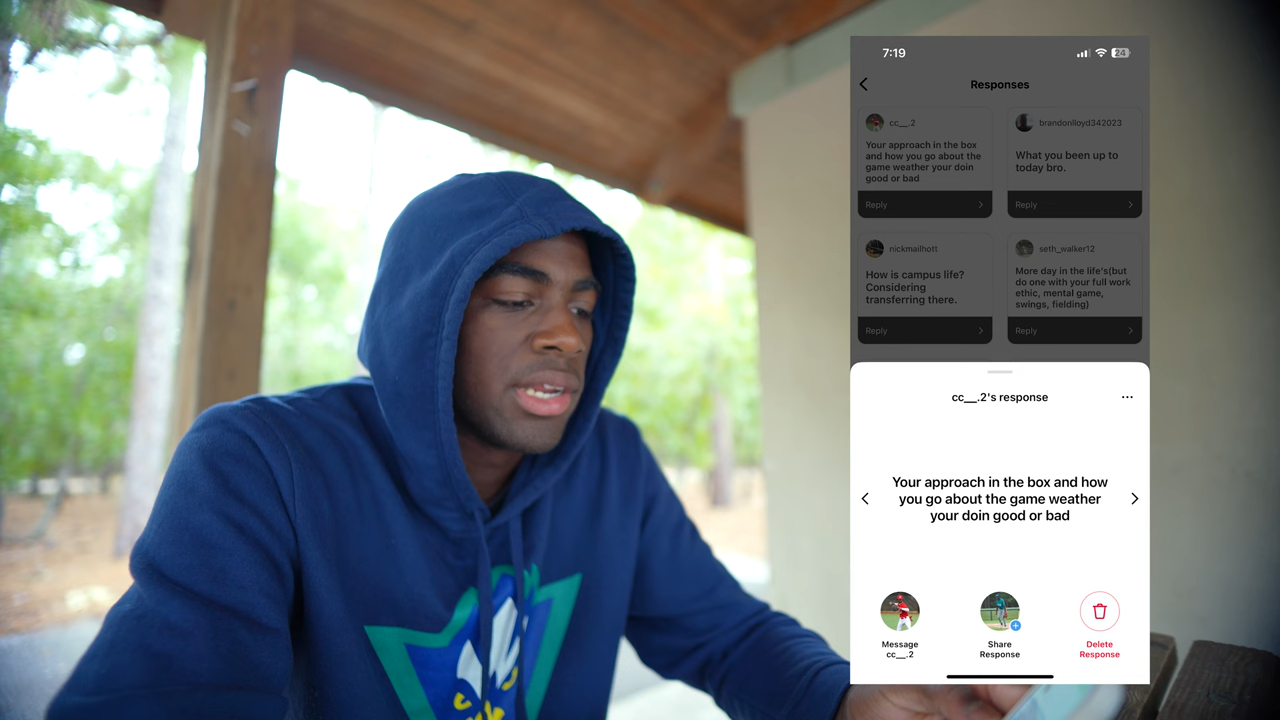 7:19
24
Responses
cc__.2
Your approach in the box
and how you go about the
game weather your doin
good or bad
Reply
brandonlloyd342023
What you been up to
today bro.
Reply
nickmailhott
How is campus life?
Considering
transferring there.
Reply
seth_walker12
More day in the life's(but
do one with your full work
ethic, mental game,
swings, fielding)
Reply
cc__.2's response
Your approach in the box and how
you go about the game weather
your doin good or bad
Message
cc__.2
Share
Response
Delete
Response